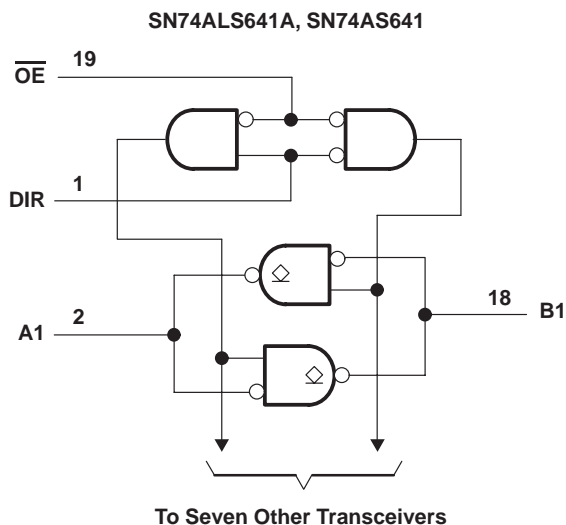 SN74ALS641A, SN74AS641
OE 19
DIR 1
A1 2
18 B1
To Seven Other Transceivers